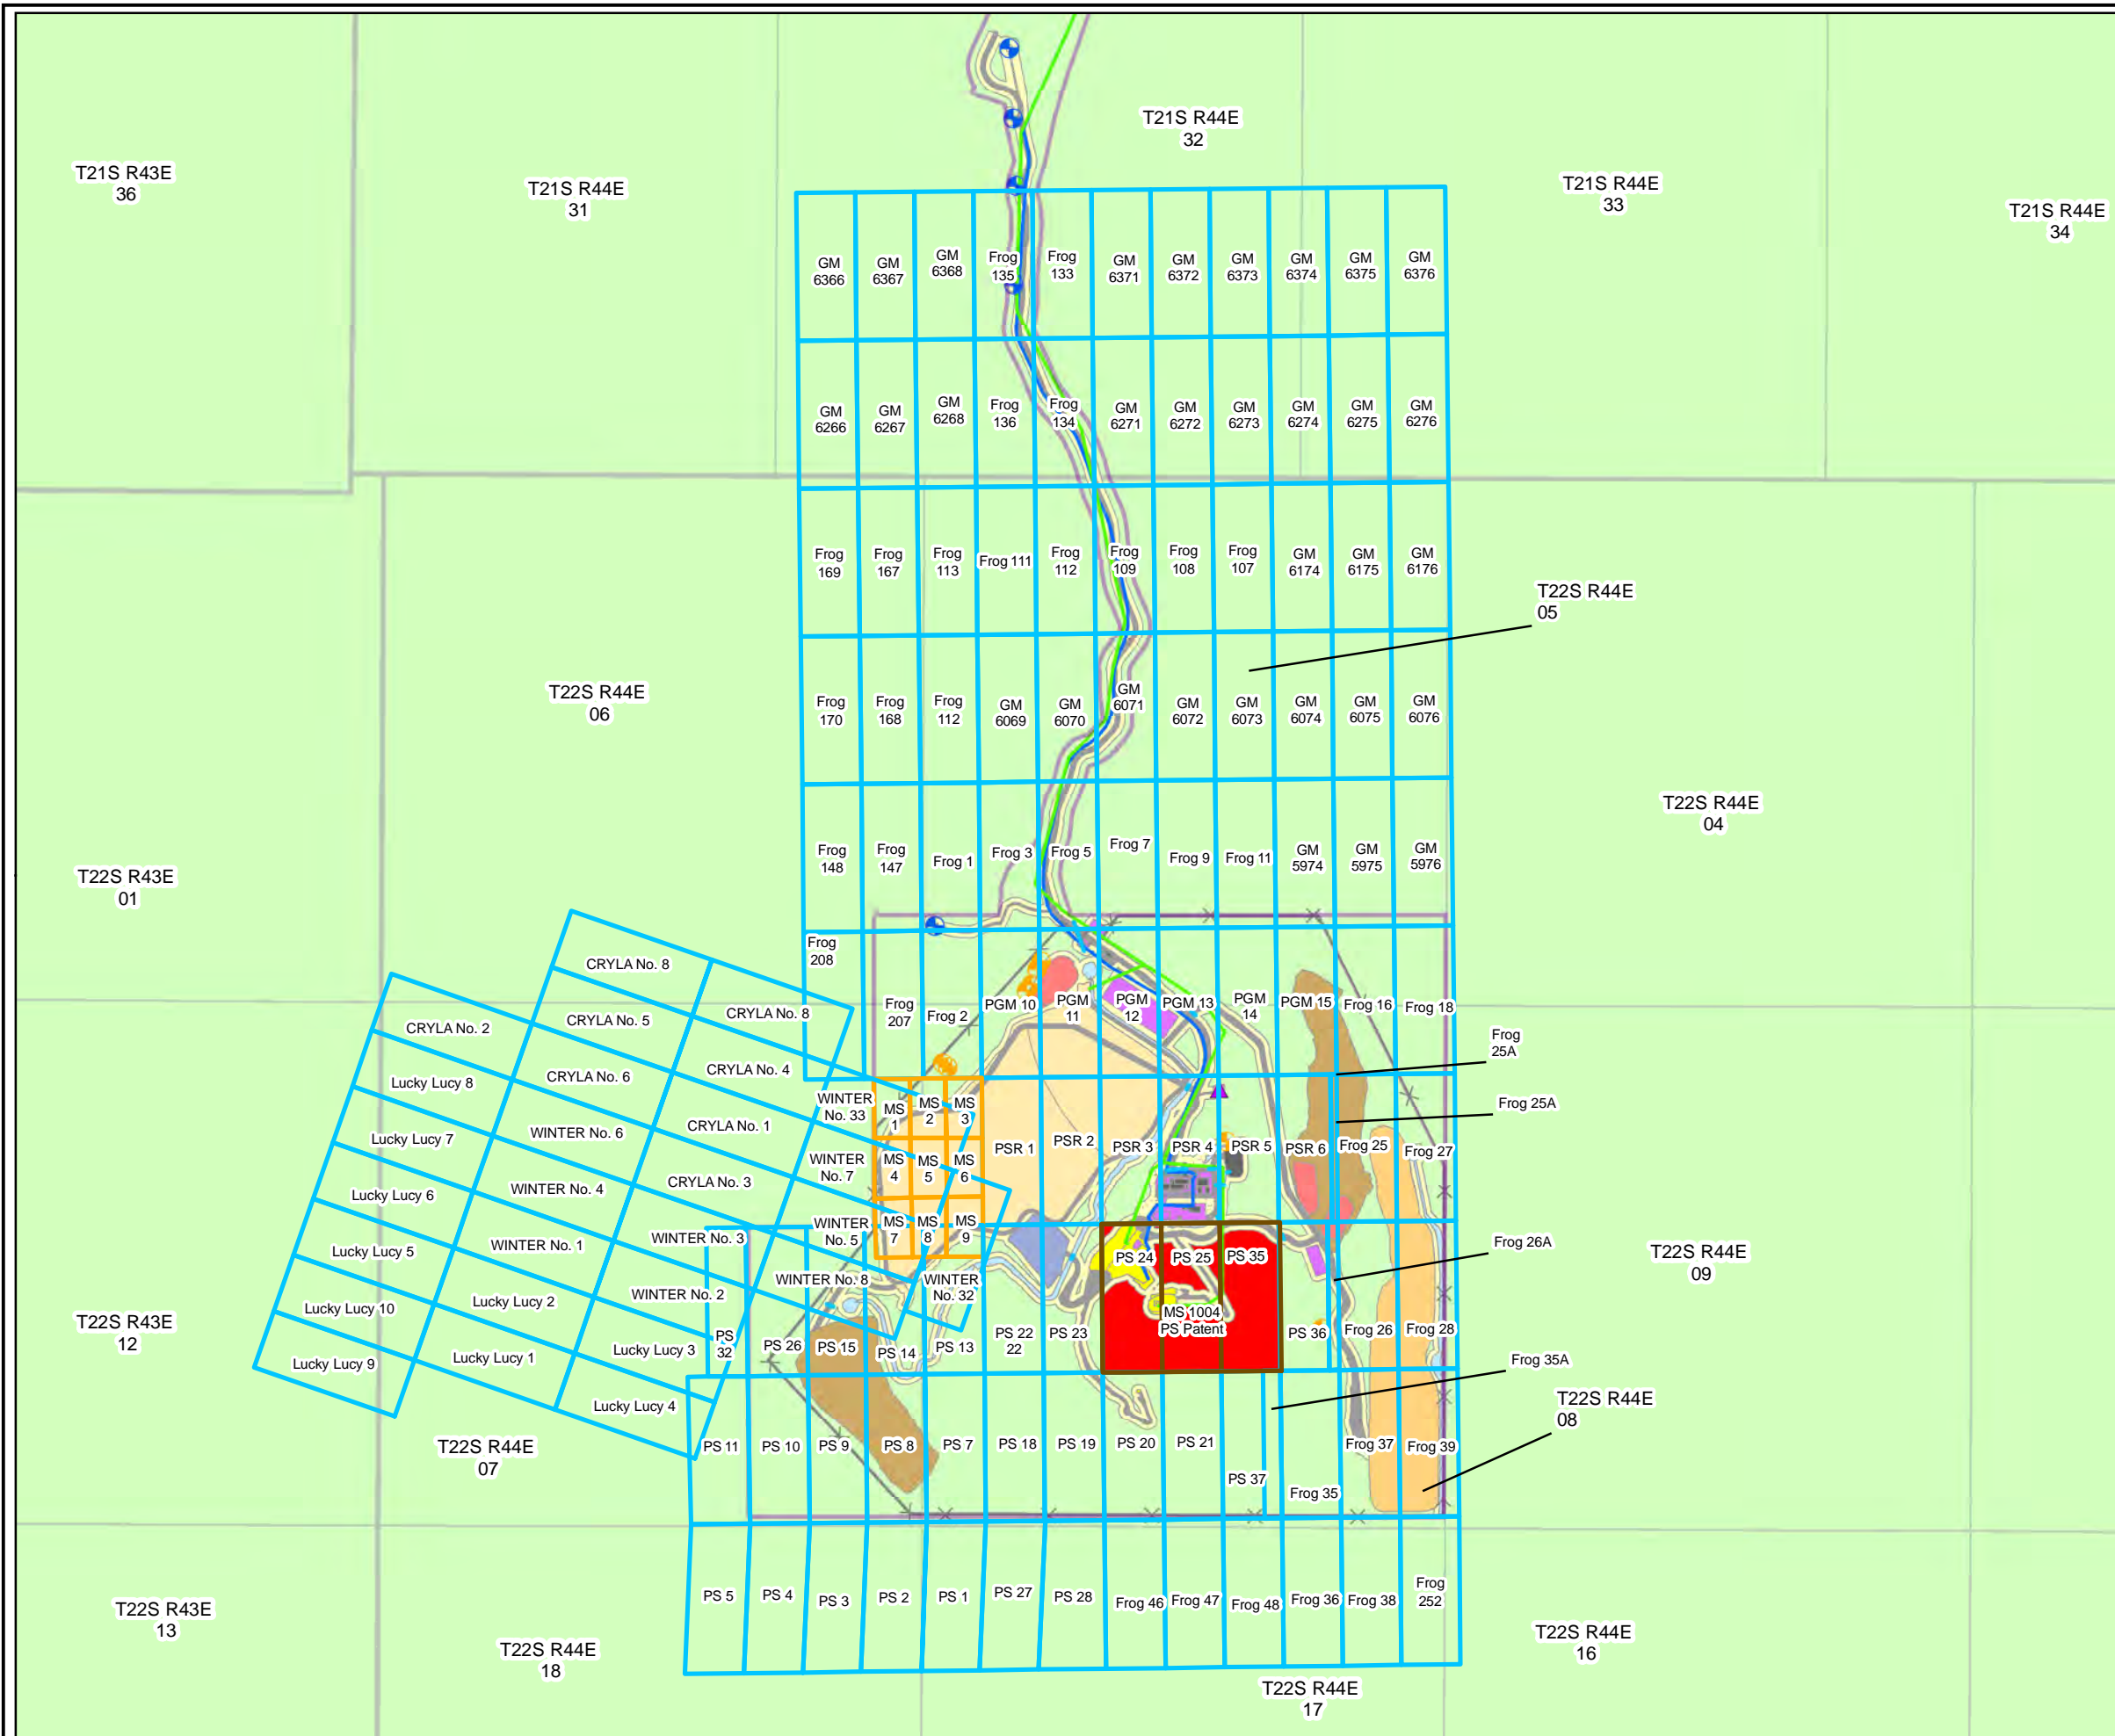 T21S R44E
32
T21S R43E
36
T21S R44E
31
T21S R44E
33
T21S R44E
34
GM
6366
GM
6367
GM
6368
Frog
135
Frog
133
GM
6371
GM
6372
GM
6373
GM
6374
GM
6375
GM
6376
GM
6266
GM
6267
GM
6268
Frog
136
Frog
134
GM
6271
GM
6272
GM
6273
GM
6274
GM
6275
GM
6276
Frog
169
Frog
167
Frog
113
Frog 111
Frog
112
Frog
109
Frog
108
Frog
107
GM
6174
GM
6175
GM
6176
T22S R44E
05
T22S R44E
06
Frog
170
Frog
168
Frog
112
GM
6069
GM
6070
GM
6071
GM
6072
GM
6073
GM
6074
GM
6075
GM
6076
T22S R44E
04
T22S R43E
01
Frog
148
Frog
147
Frog 1
Frog 3
Frog 5
Frog 7
Frog 9
Frog 11
GM
5974
GM
5975
GM
5976
Frog
208
Frog
207
Frog 2
PGM 10
PGM
11
PGM
12
PGM 13
PGM
14
PGM 15
Frog 16
Frog 18
CRYLA No. 8
CRYLA No. 8
CRYLA No. 2
CRYLA No. 5
CRYLA No. 4
Lucky Lucy 8
CRYLA No. 6
CRYLA No. 1
Lucky Lucy 7
WINTER No. 6
CRYLA No. 3
Lucky Lucy 6
WINTER No. 4
WINTER No. 3
Lucky Lucy 5
WINTER No. 1
WINTER No. 2
Lucky Lucy 10
Lucky Lucy 2
Lucky Lucy 3
Lucky Lucy 9
Lucky Lucy 1
Lucky Lucy 4
WINTER
No. 33
WINTER
No. 7
WINTER
No. 5
WINTER No. 8
WINTER
No. 32
MS
1
MS
2
MS
3
MS
4
MS
5
MS
6
MS
7
MS
8
MS
9
PSR 1
PSR 2
PSR 3
PSR 4
PSR 5
PSR 6
Frog 25
Frog 27
Frog
25A
Frog 25A
Frog 26A
T22S R44E
09
T22S R43E
12
PS
32
PS 26
PS 15
PS 14
PS 13
PS 22
22
PS 23
PS 24
PS 25
PS 35
MS 1004
PS Patent
PS 36
Frog 26
Frog 28
Frog 35A
T22S R44E
08
T22S R44E
07
PS 11
PS 10
PS 9
PS 8
PS 7
PS 18
PS 19
PS 20
PS 21
PS 37
Frog 35
Frog 37
Frog 39
PS 5
PS 4
PS 3
PS 2
PS 1
PS 27
PS 28
Frog 46
Frog 47
Frog 48
Frog 36
Frog 38
Frog
252
T22S R43E
13
T22S R44E
18
T22S R44E
16
T22S R44E
17